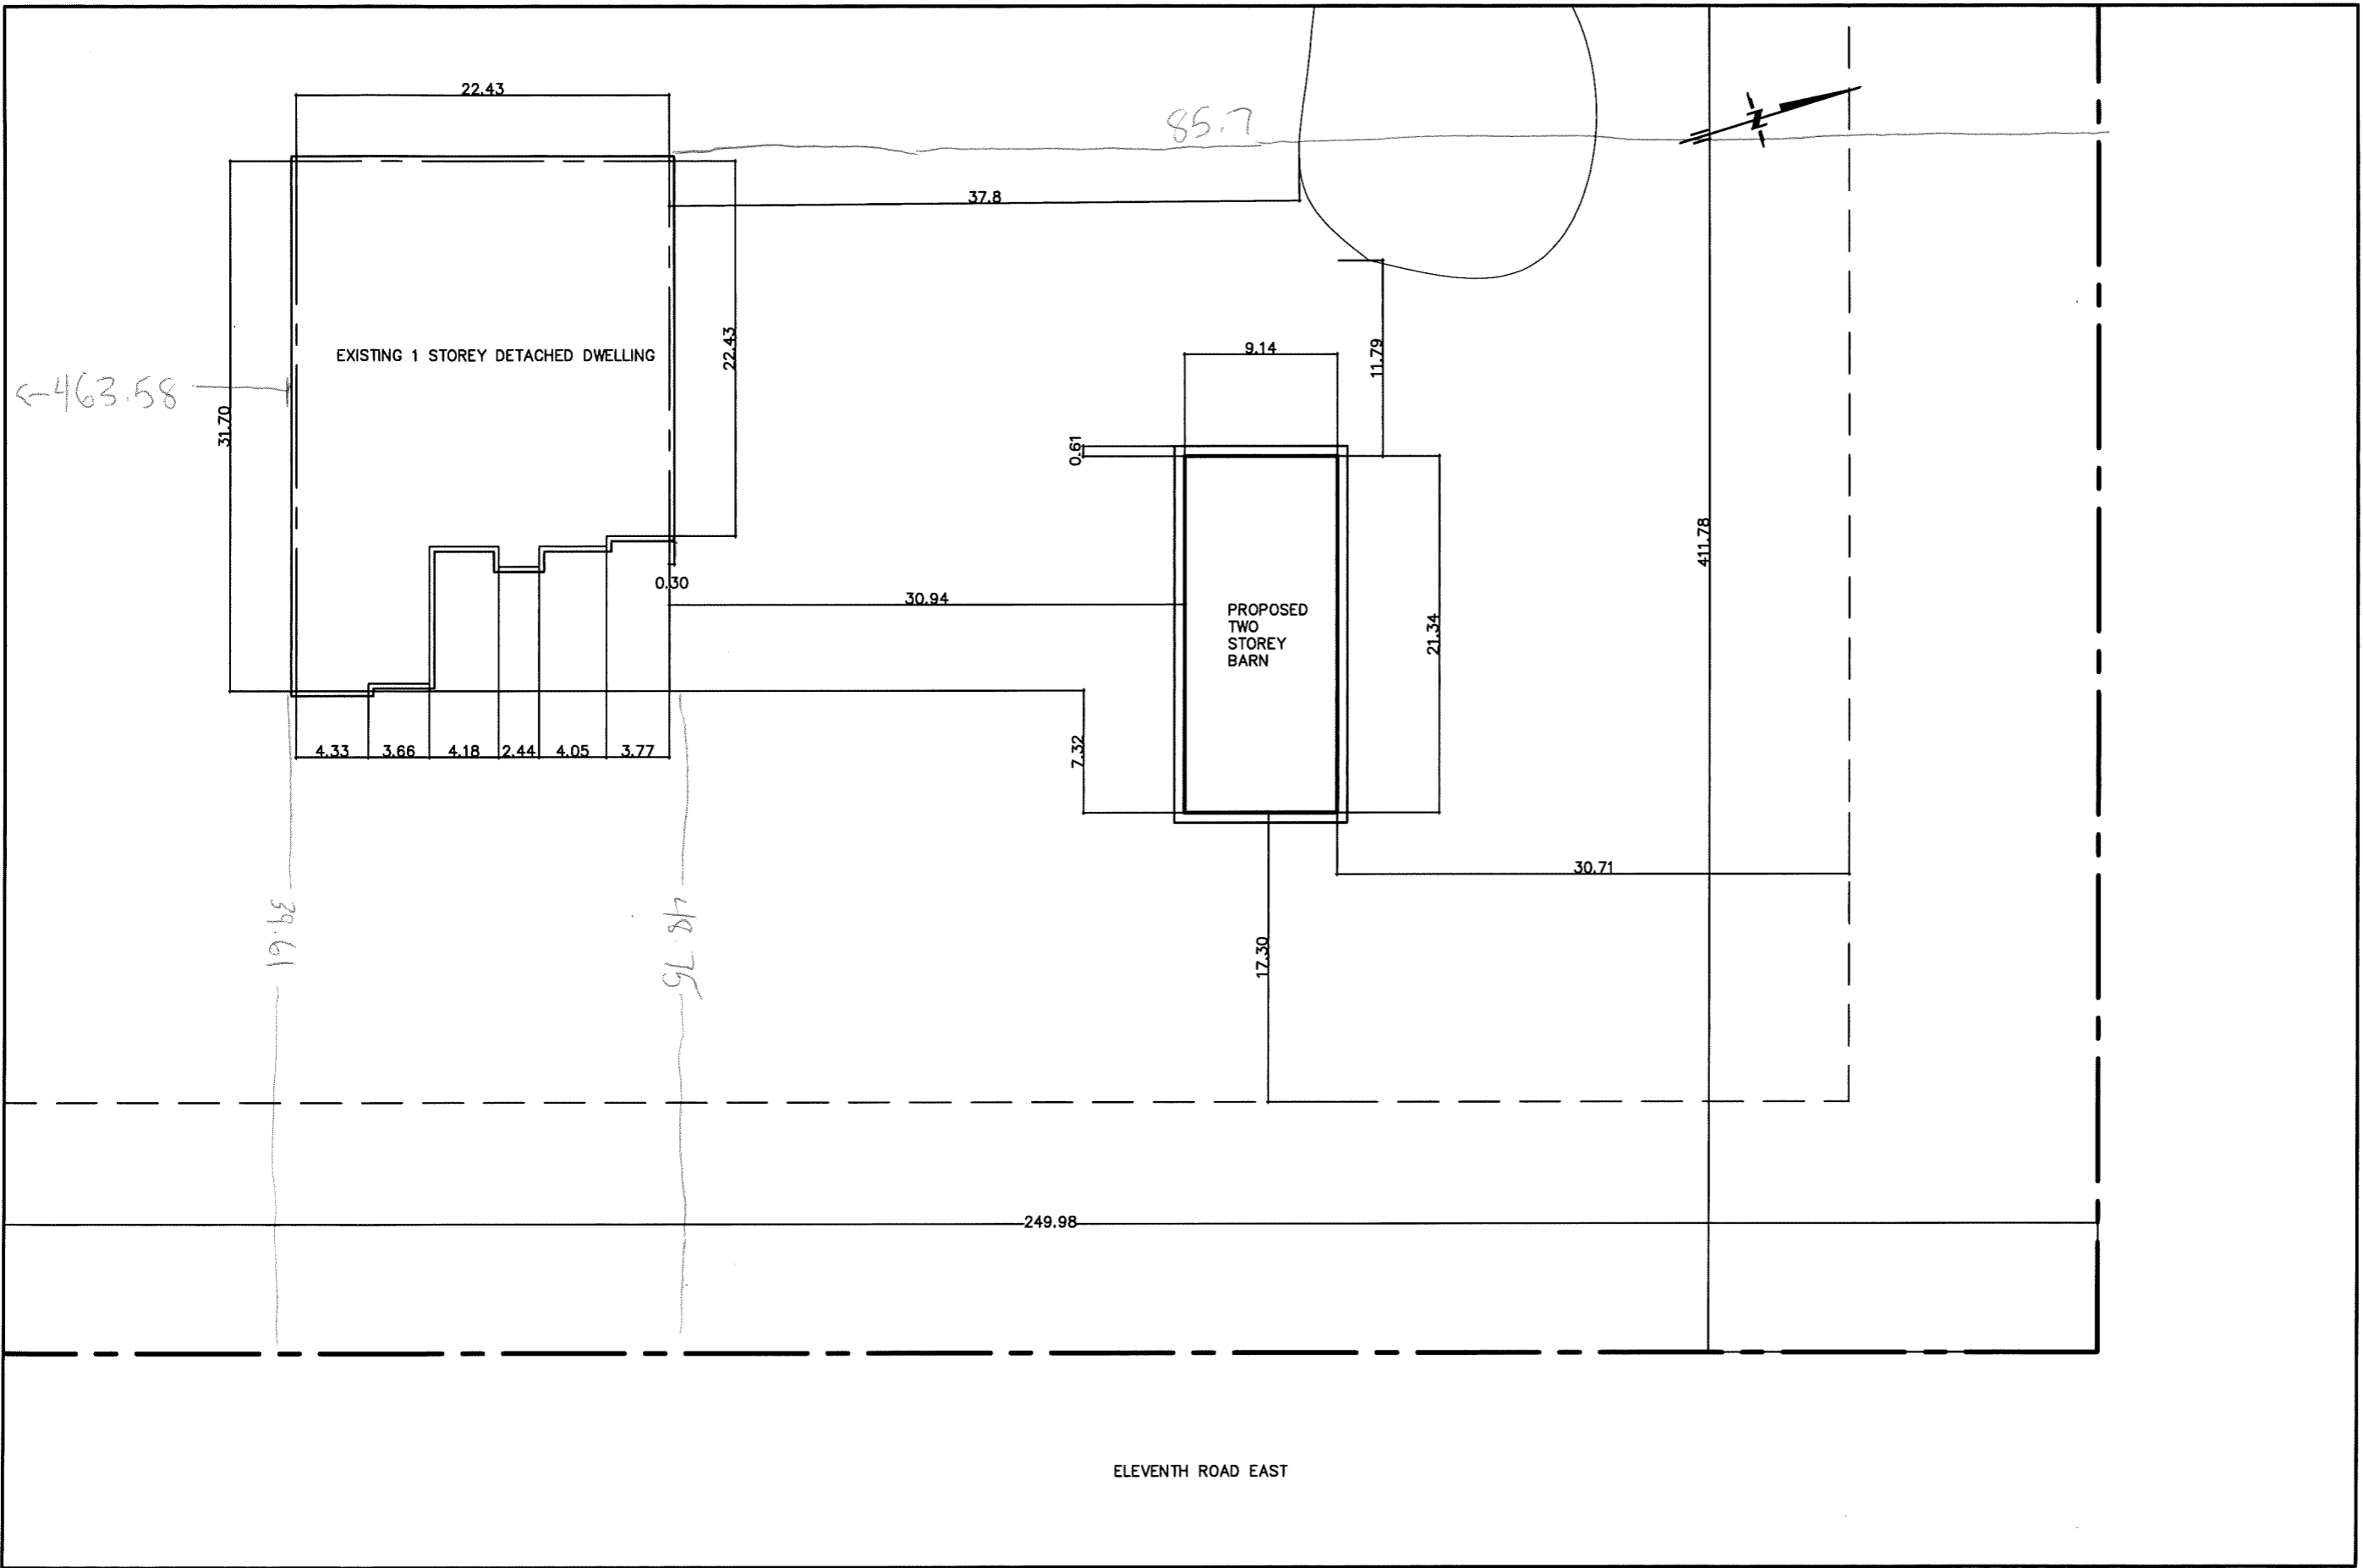 22.43
85.7
N
37.8
EXISTING 1 STOREY DETACHED DWELLING
22.43
9.14
11.79
←463.58
31.70
0.61
411.78
0.30
30.94
PROPOSED
TWO
STOREY
BARN
21.34
4.33 3.66 4.18 2.44 4.05 3.77
7.32
30.71
39.61
48.75
17.30
249.98
ELEVENTH ROAD EAST